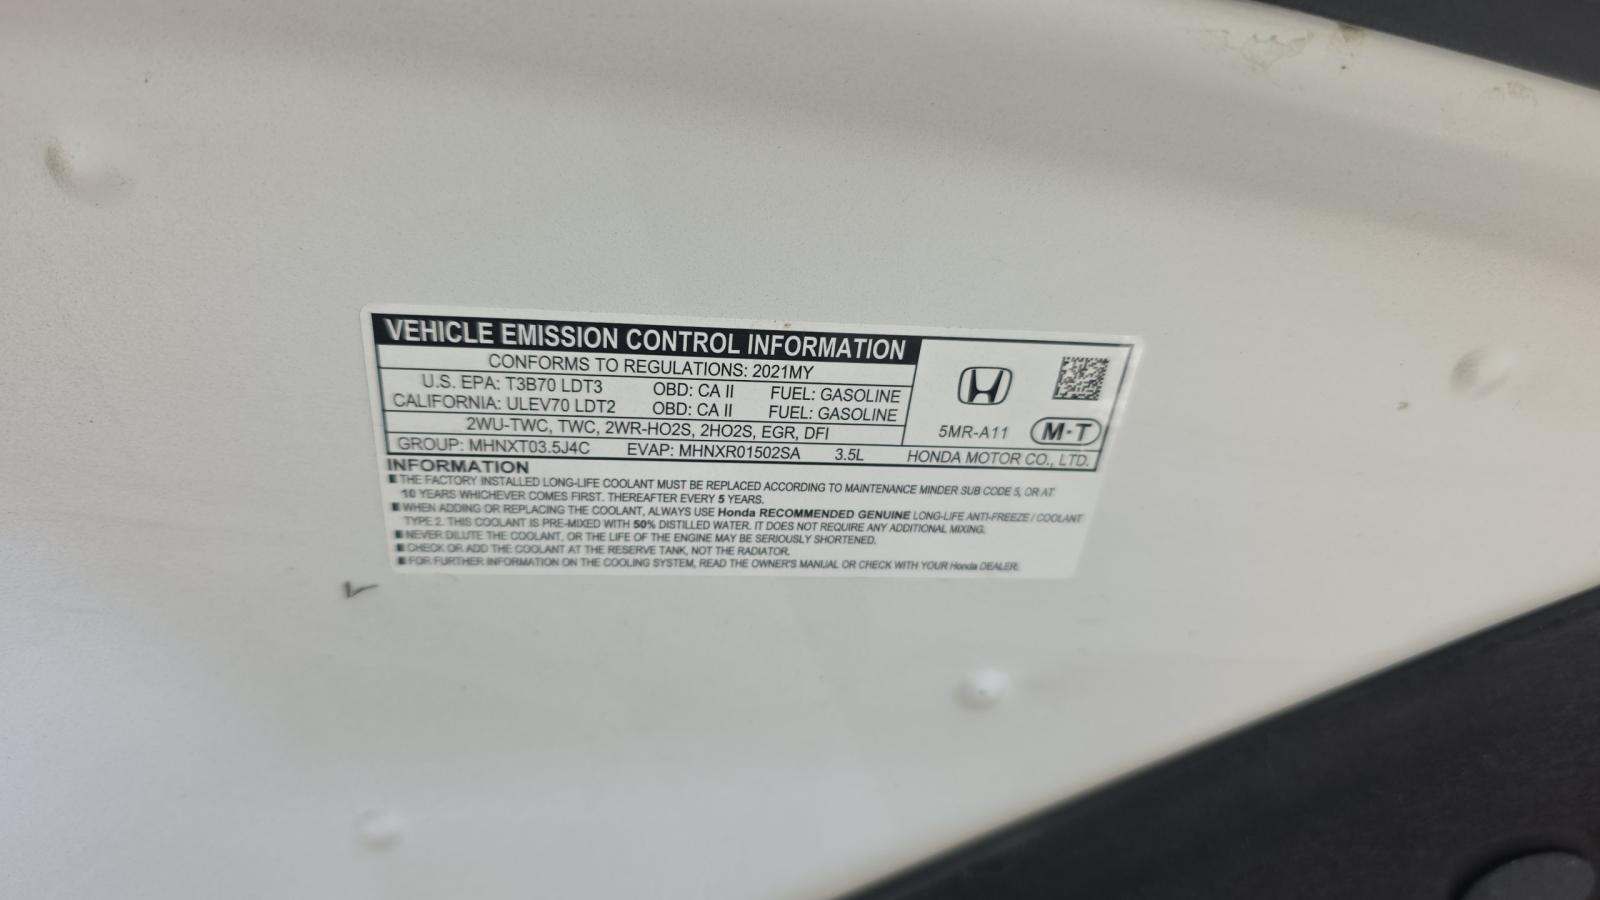 VEHICLE EMISSION CONTROL INFORMATION
CONFORMS TO REGULATIONS: 2021MY
U.S. EPA: T3B70 LDT3 OBD: CA II FUEL: GASOLINE
CALIFORNIA: ULEV70 LDT2 OBD: CA II FUEL: GASOLINE
2WU-TWC, TWC, 2WR-HO2S, 2HO2S, EGR, DFI
5MR-A11 M-T
GROUP: MHNXT03.5J4C EVAP: MHNXR01502SA 3.5L HONDA MOTOR CO., LTD.
INFORMATION
■ THE FACTORY INSTALLED LONG-LIFE COOLANT MUST BE REPLACED ACCORDING TO MAINTENANCE MINDER SUB CODE 5, OR AT
10 YEARS WHICHEVER COMES FIRST. THEREAFTER EVERY 5 YEARS.
■ WHEN ADDING OR REPLACING THE COOLANT, ALWAYS USE Honda RECOMMENDED GENUINE LONG-LIFE ANTI-FREEZE / COOLANT
TYPE 2. THIS COOLANT IS PRE-MIXED WITH 50% DISTILLED WATER. IT DOES NOT REQUIRE ANY ADDITIONAL MIXING.
■ NEVER DILUTE THE COOLANT, OR THE LIFE OF THE ENGINE MAY BE SERIOUSLY SHORTENED.
■ CHECK OR ADD THE COOLANT AT THE RESERVE TANK, NOT THE RADIATOR.
■ FOR FURTHER INFORMATION ON THE COOLING SYSTEM, READ THE OWNER'S MANUAL OR CHECK WITH YOUR Honda DEALER.